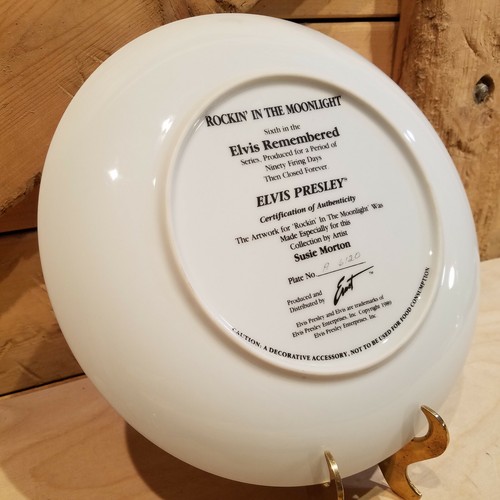 ROCKIN' IN THE MOONLIGHT
Sixth in the
Elvis Remembered
Series. Produced for a Period of
Ninety Firing Days
Then Closed Forever
ELVIS PRESLEY
Certification of Authenticity
The Artwork for 'Rockin' In The Moonlight' Was
Made Especially for this
Collection by Artist
Susie Morton
Plate No.
Produced and
Distributed by
Ernst ™
Elvis Presley and Elvis are trademarks of
Elvis Presley Enterprises, Inc. Copyright 1989
Elvis Presley Enterprises, Inc.
CAUTION: A DECORATIVE ACCESSORY, NOT TO BE USED FOR FOOD CONSUMPTION